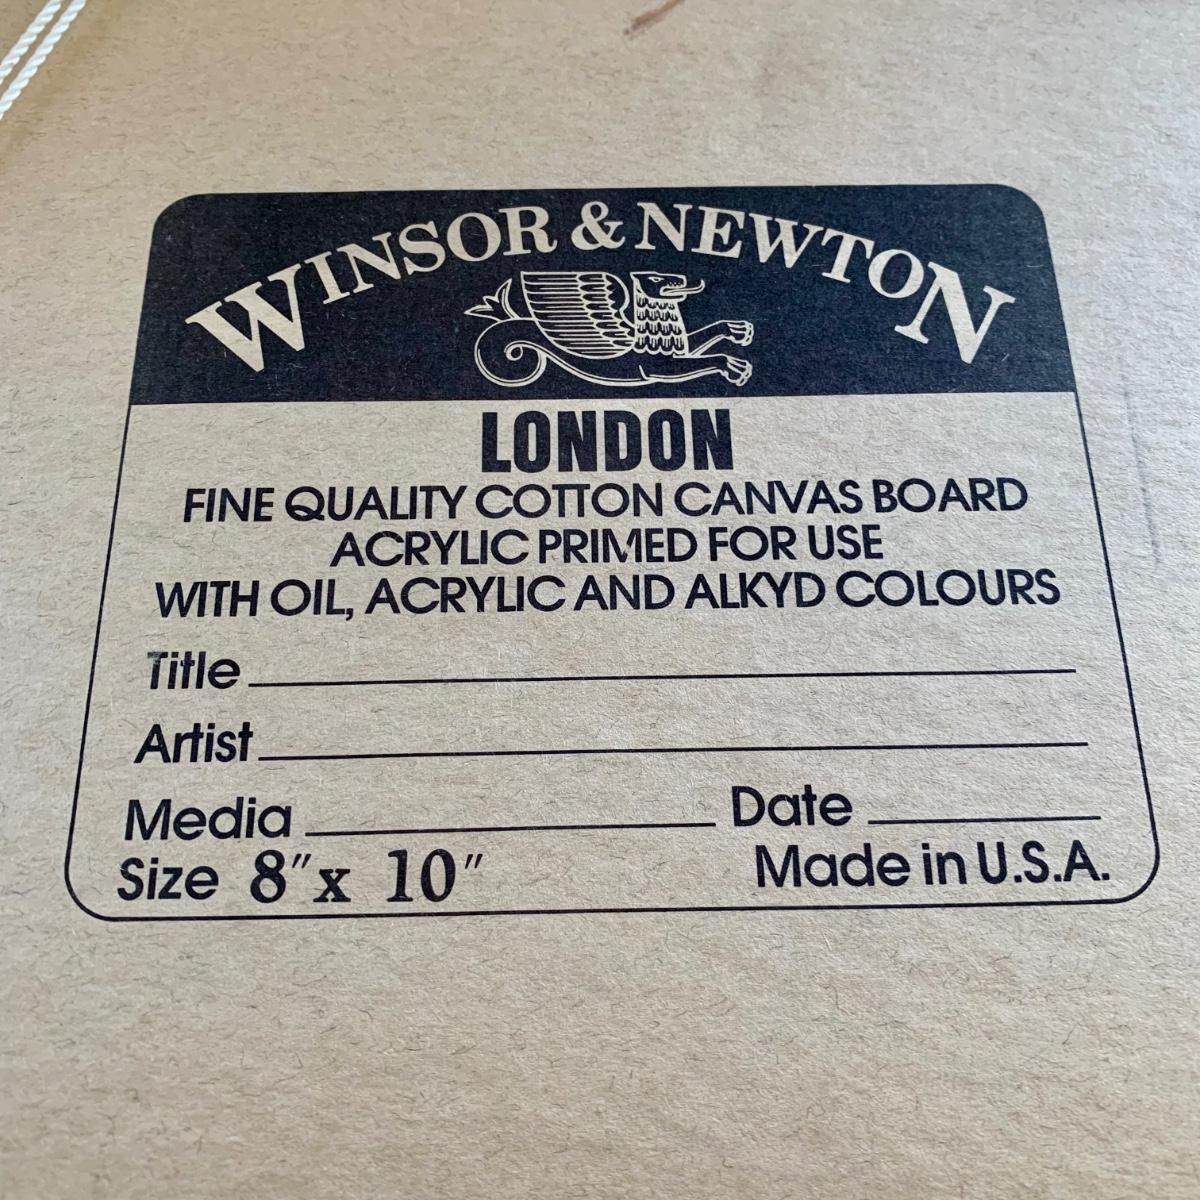 WINSOR & NEWTON
LONDON
FINE QUALITY COTTON CANVAS BOARD
ACRYLIC PRIMED FOR USE
WITH OIL, ACRYLIC AND ALKYD COLOURS
Title
Artist
Media Date
Size 8" x 10" Made in U.S.A.